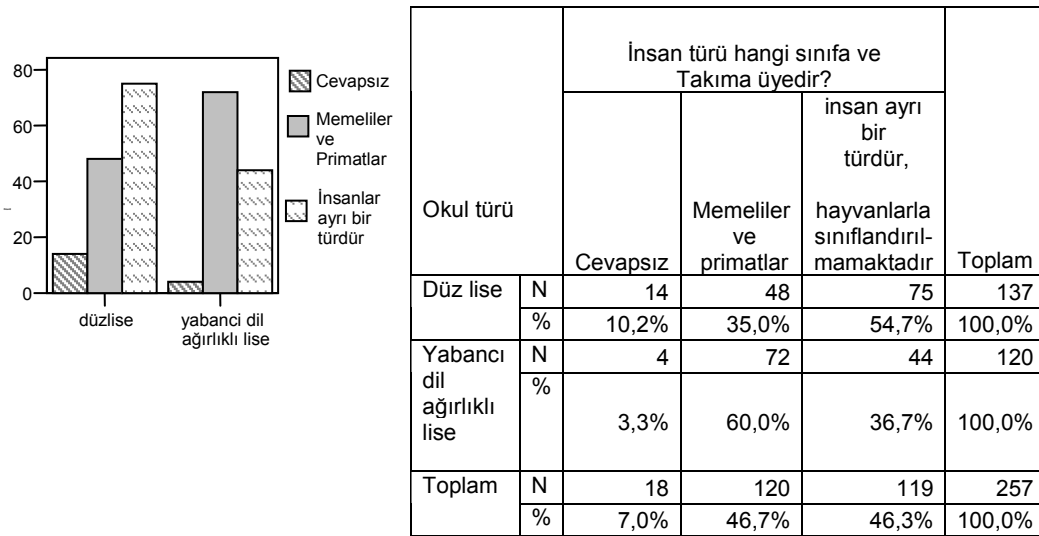 80
60
40
20
0
düzlise
yabanci dil
ağırlıklı lise
Cevapsız
Memeliler
ve
Primatlar
İnsanlar
ayrı bir
türdür
Okul türü
İnsan türü hangi sınıfa ve
Takıma üyedir?
Toplam
Cevapsız
Memeliler
ve
primatlar
insan ayrı
bir
türdür,
hayvanlarla
sınıflandırıl-
mamaktadır
Düz lise N 14 48 75 137
% 10,2% 35,0% 54,7% 100,0%
Yabancı
dil
ağırlıklı
lise
N 4 72 44 120
% 3,3% 60,0% 36,7% 100,0%
Toplam N 18 120 119 257
% 7,0% 46,7% 46,3% 100,0%